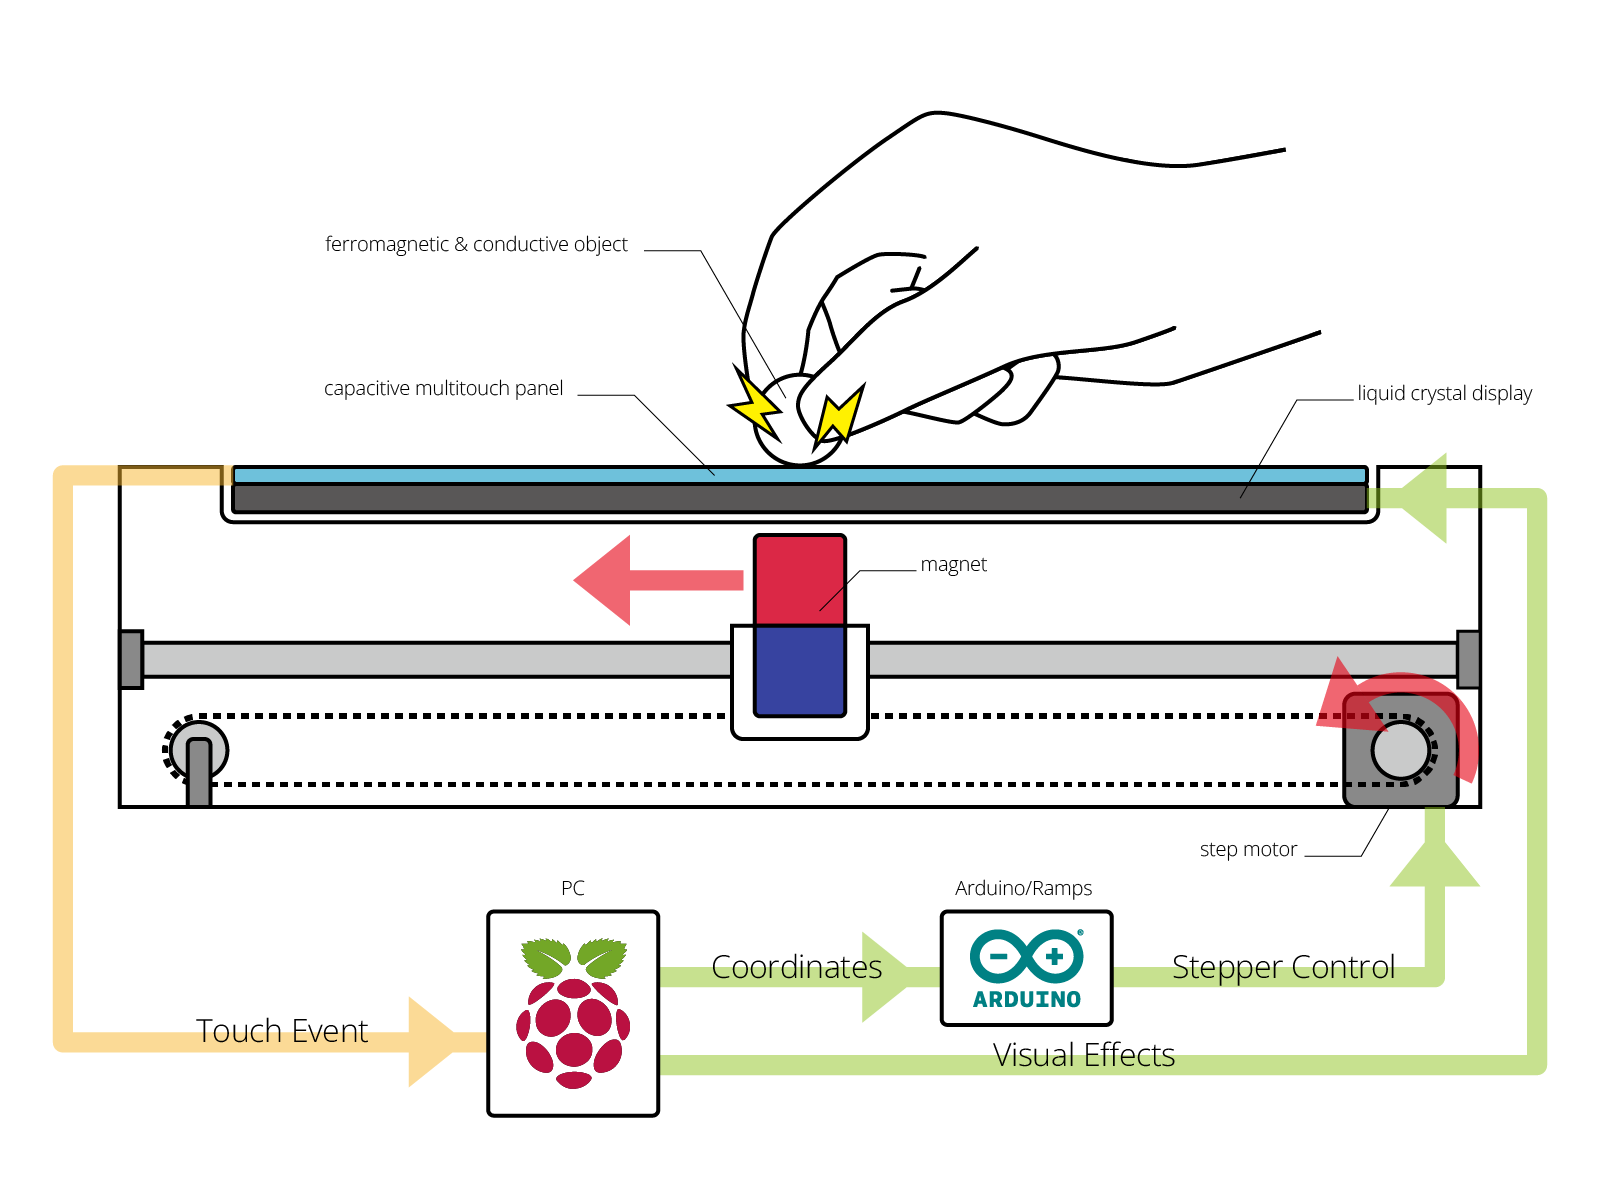 ferromagnetic & conductive object
capacitive multitouch panel
liquid crystal display
magnet
step motor
PC
Arduino/Ramps
Coordinates
Stepper Control
ARDUINO
Touch Event
Visual Effects